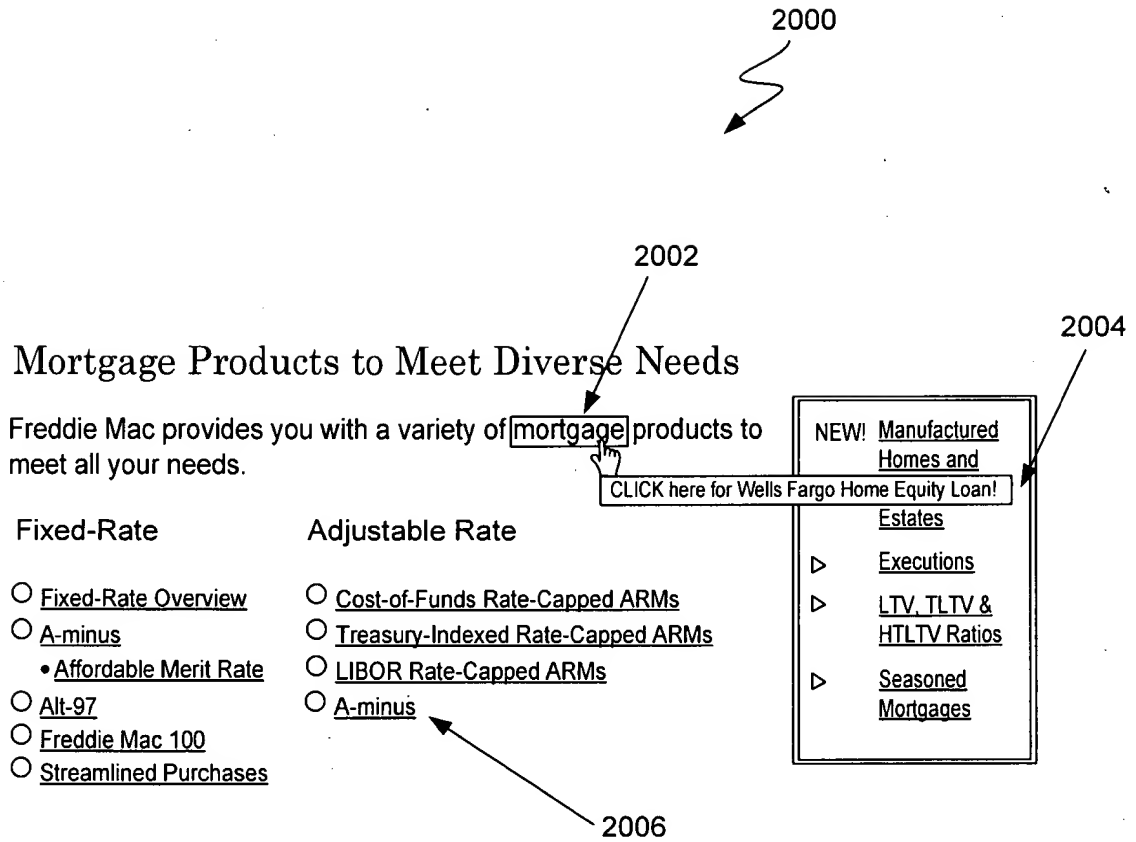 2000
2002
2004
Mortgage Products to Meet Diverse Needs
Freddie Mac provides you with a variety of mortgage products to
meet all your needs.
CLICK here for Wells Fargo Home Equity Loan!
Fixed-Rate
○ Fixed-Rate Overview
○ A-minus
• Affordable Merit Rate
○ Alt-97
○ Freddie Mac 100
○ Streamlined Purchases
Adjustable Rate
○ Cost-of-Funds Rate-Capped ARMs
○ Treasury-Indexed Rate-Capped ARMs
○ LIBOR Rate-Capped ARMs
○ A-minus
NEW! Manufactured
Homes and
Estates
▷ Executions
▷ LTV, TLTV &
HTLTV Ratios
▷ Seasoned
Mortgages
2006